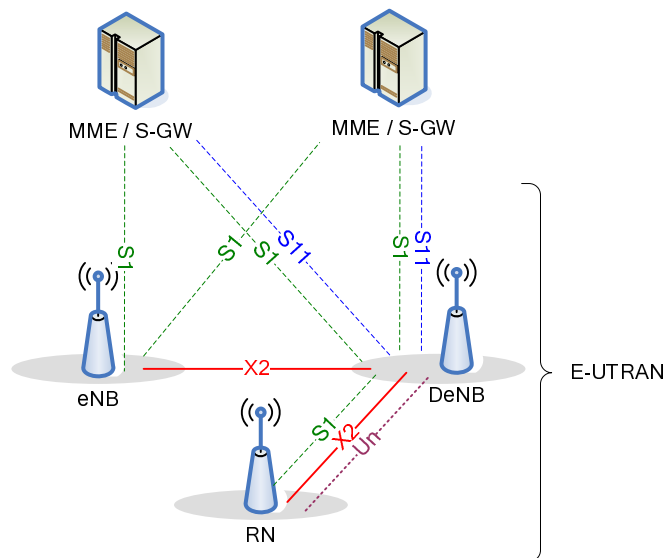 MME / S-GW
MME / S-GW
S1
S1
S1
S11
S1
S11
eNB
X2
DeNB
E-UTRAN
S1
X2
Un
RN